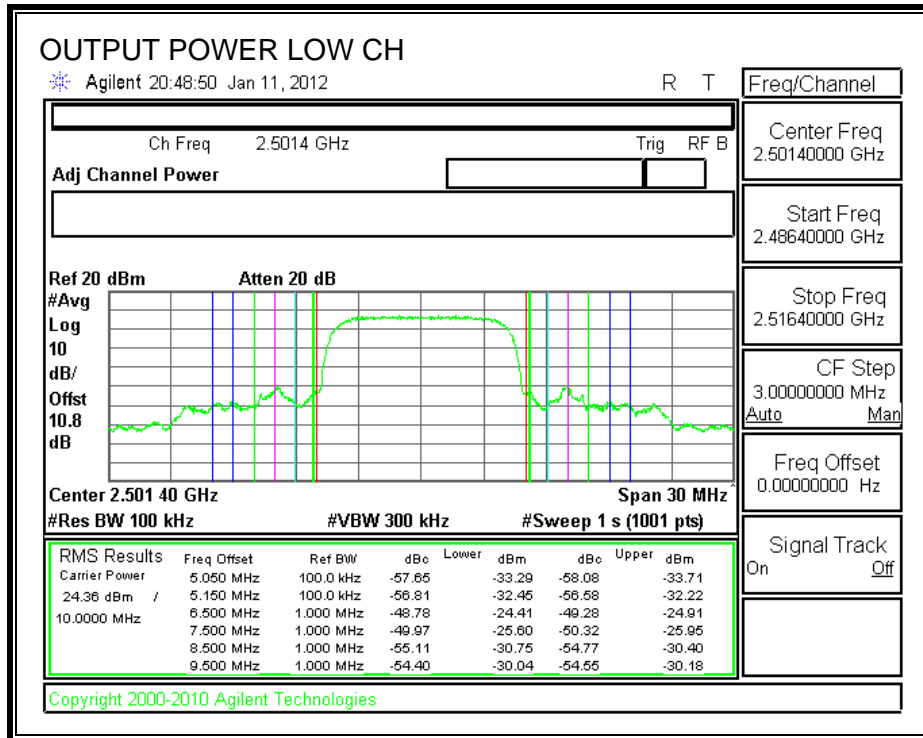 OUTPUT POWER LOW CH
Agilent 20:48:50 Jan 11, 2012 R T
Freq/Channel
Ch Freq 2.5014 GHz Trig RF B
Adj Channel Power
Center Freq
2.50140000 GHz
Start Freq
2.48640000 GHz
Stop Freq
2.51640000 GHz
CF Step
3.00000000 MHz
Auto Man
Freq Offset
0.00000000 Hz
Signal Track
On Off
Ref 20 dBm Atten 20 dB
#Avg
Log
10
dB/
Offst
10.8
dB
Center 2.501 40 GHz Span 30 MHz^
#Res BW 100 kHz #VBW 300 kHz #Sweep 1 s (1001 pts)
RMS Results Freq Offset Ref BW dBc Lower dBm dBc Upper dBm
Carrier Power 5.050 MHz 100.0 kHz -57.65 -33.29 -58.08 -33.71
24.36 dBm / 5.150 MHz 100.0 kHz -56.81 -32.45 -56.58 -32.22
10.0000 MHz 6.500 MHz 1.000 MHz -48.78 -24.41 -49.28 -24.91
7.500 MHz 1.000 MHz -49.97 -25.60 -50.32 -25.95
8.500 MHz 1.000 MHz -55.11 -30.75 -54.77 -30.40
9.500 MHz 1.000 MHz -54.40 -30.04 -54.55 -30.18
Copyright 2000-2010 Agilent Technologies